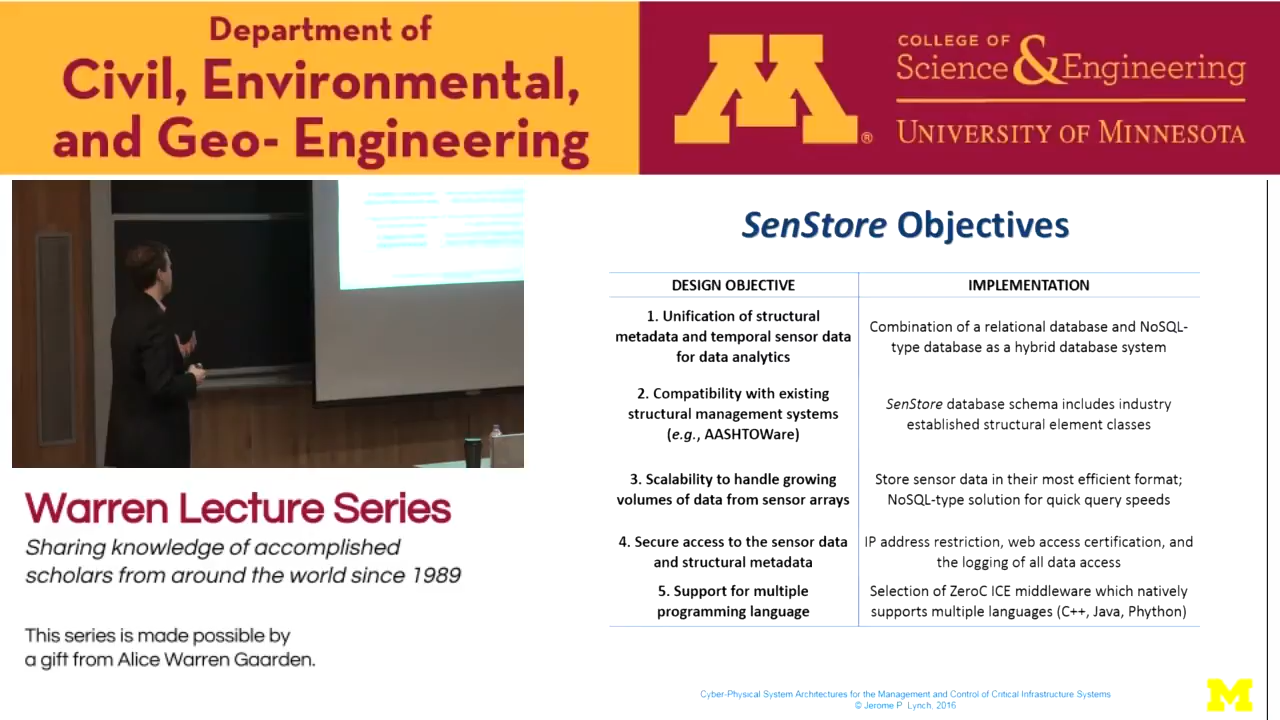 Department of
Civil, Environmental,
and Geo- Engineering
M®
COLLEGE OF
Science & Engineering
UNIVERSITY OF MINNESOTA
Warren Lecture Series
Sharing knowledge of accomplished
scholars from around the world since 1989
This series is made possible by
a gift from Alice Warren Gaarden.
SenStore Objectives
DESIGN OBJECTIVE
IMPLEMENTATION
1. Unification of structural
metadata and temporal sensor data
for data analytics
Combination of a relational database and NoSQL-
type database as a hybrid database system
2. Compatibility with existing
structural management systems
(e.g., AASHTOWare)
SenStore database schema includes industry
established structural element classes
3. Scalability to handle growing
volumes of data from sensor arrays
Store sensor data in their most efficient format;
NoSQL-type solution for quick query speeds
4. Secure access to the sensor data
and structural metadata
IP address restriction, web access certification, and
the logging of all data access
5. Support for multiple
programming language
Selection of ZeroC ICE middleware which natively
supports multiple languages (C++, Java, Phython)
Cyber-Physical System Architectures for the Management and Control of Critical Infrastructure Systems
© Jerome P. Lynch, 2016
M